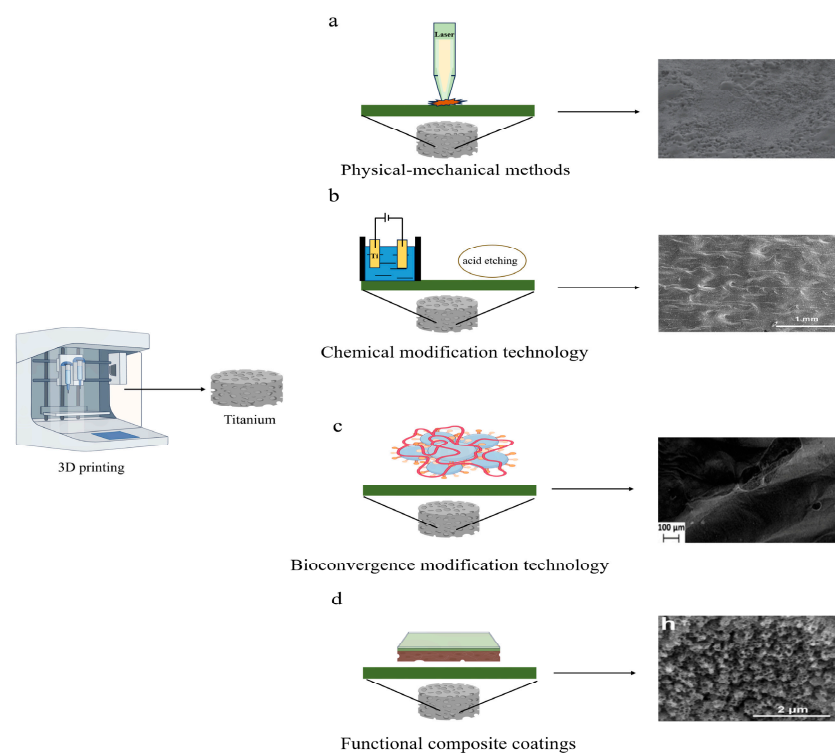 a
Laser
Physical-mechanical methods
b
Ti
acid etching
1 mm
Chemical modification technology
3D printing
Titanium
c
100 µm
Bioconvergence modification technology
d
h
2 µm
Functional composite coatings